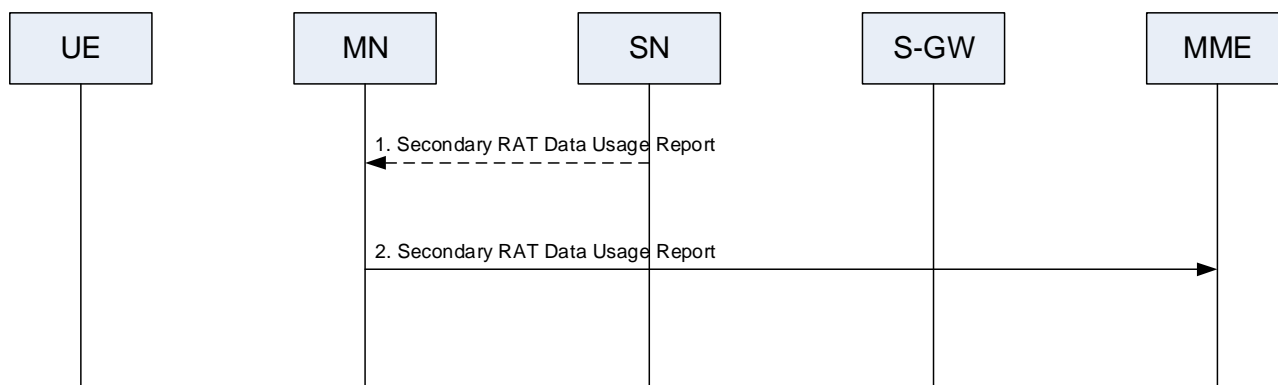 UE
MN
SN
S-GW
MME
1. Secondary RAT Data Usage Report
2. Secondary RAT Data Usage Report